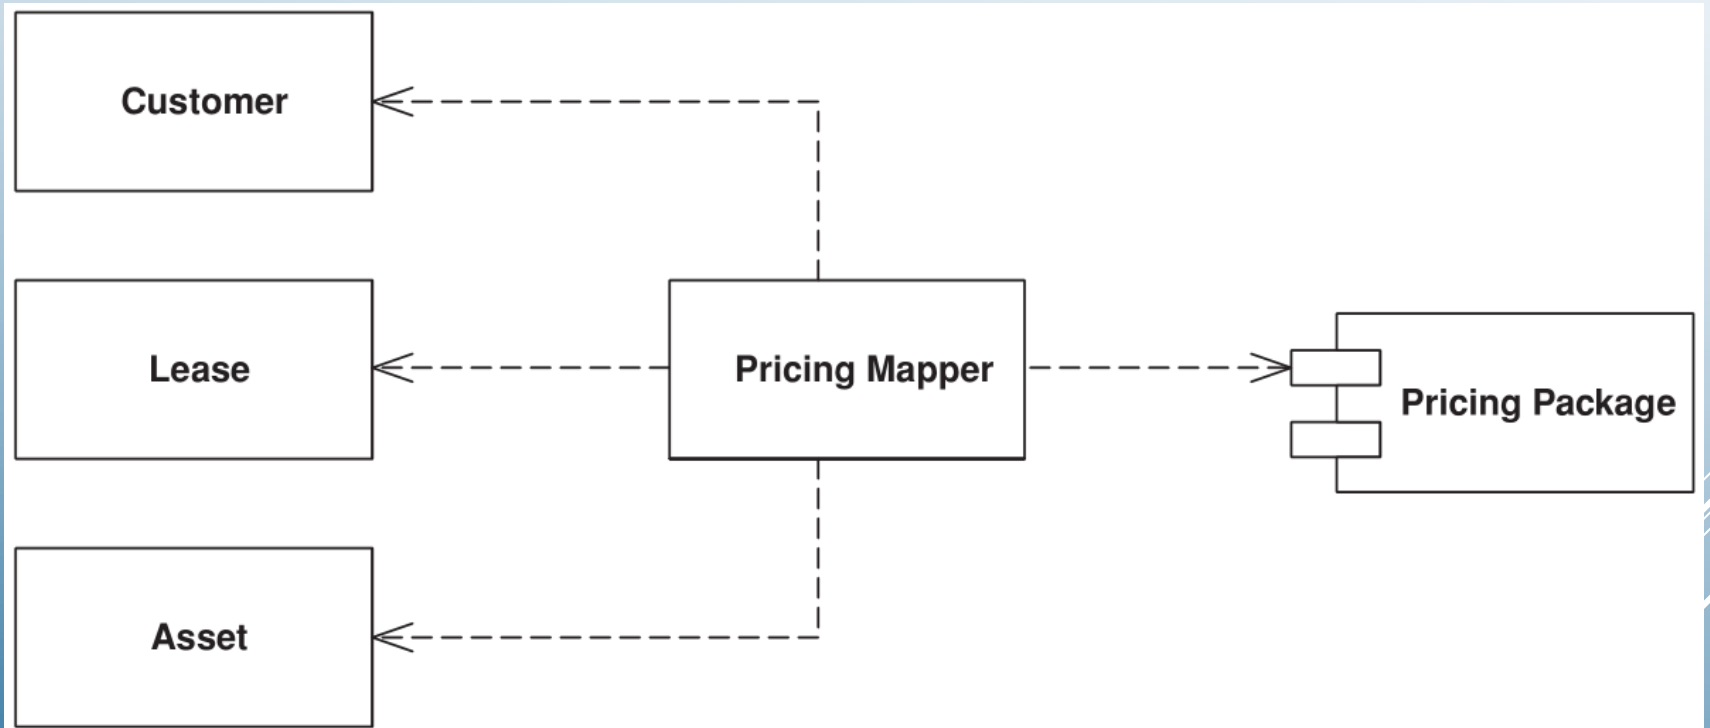 Customer
Lease
Pricing Mapper
Pricing Package
Asset